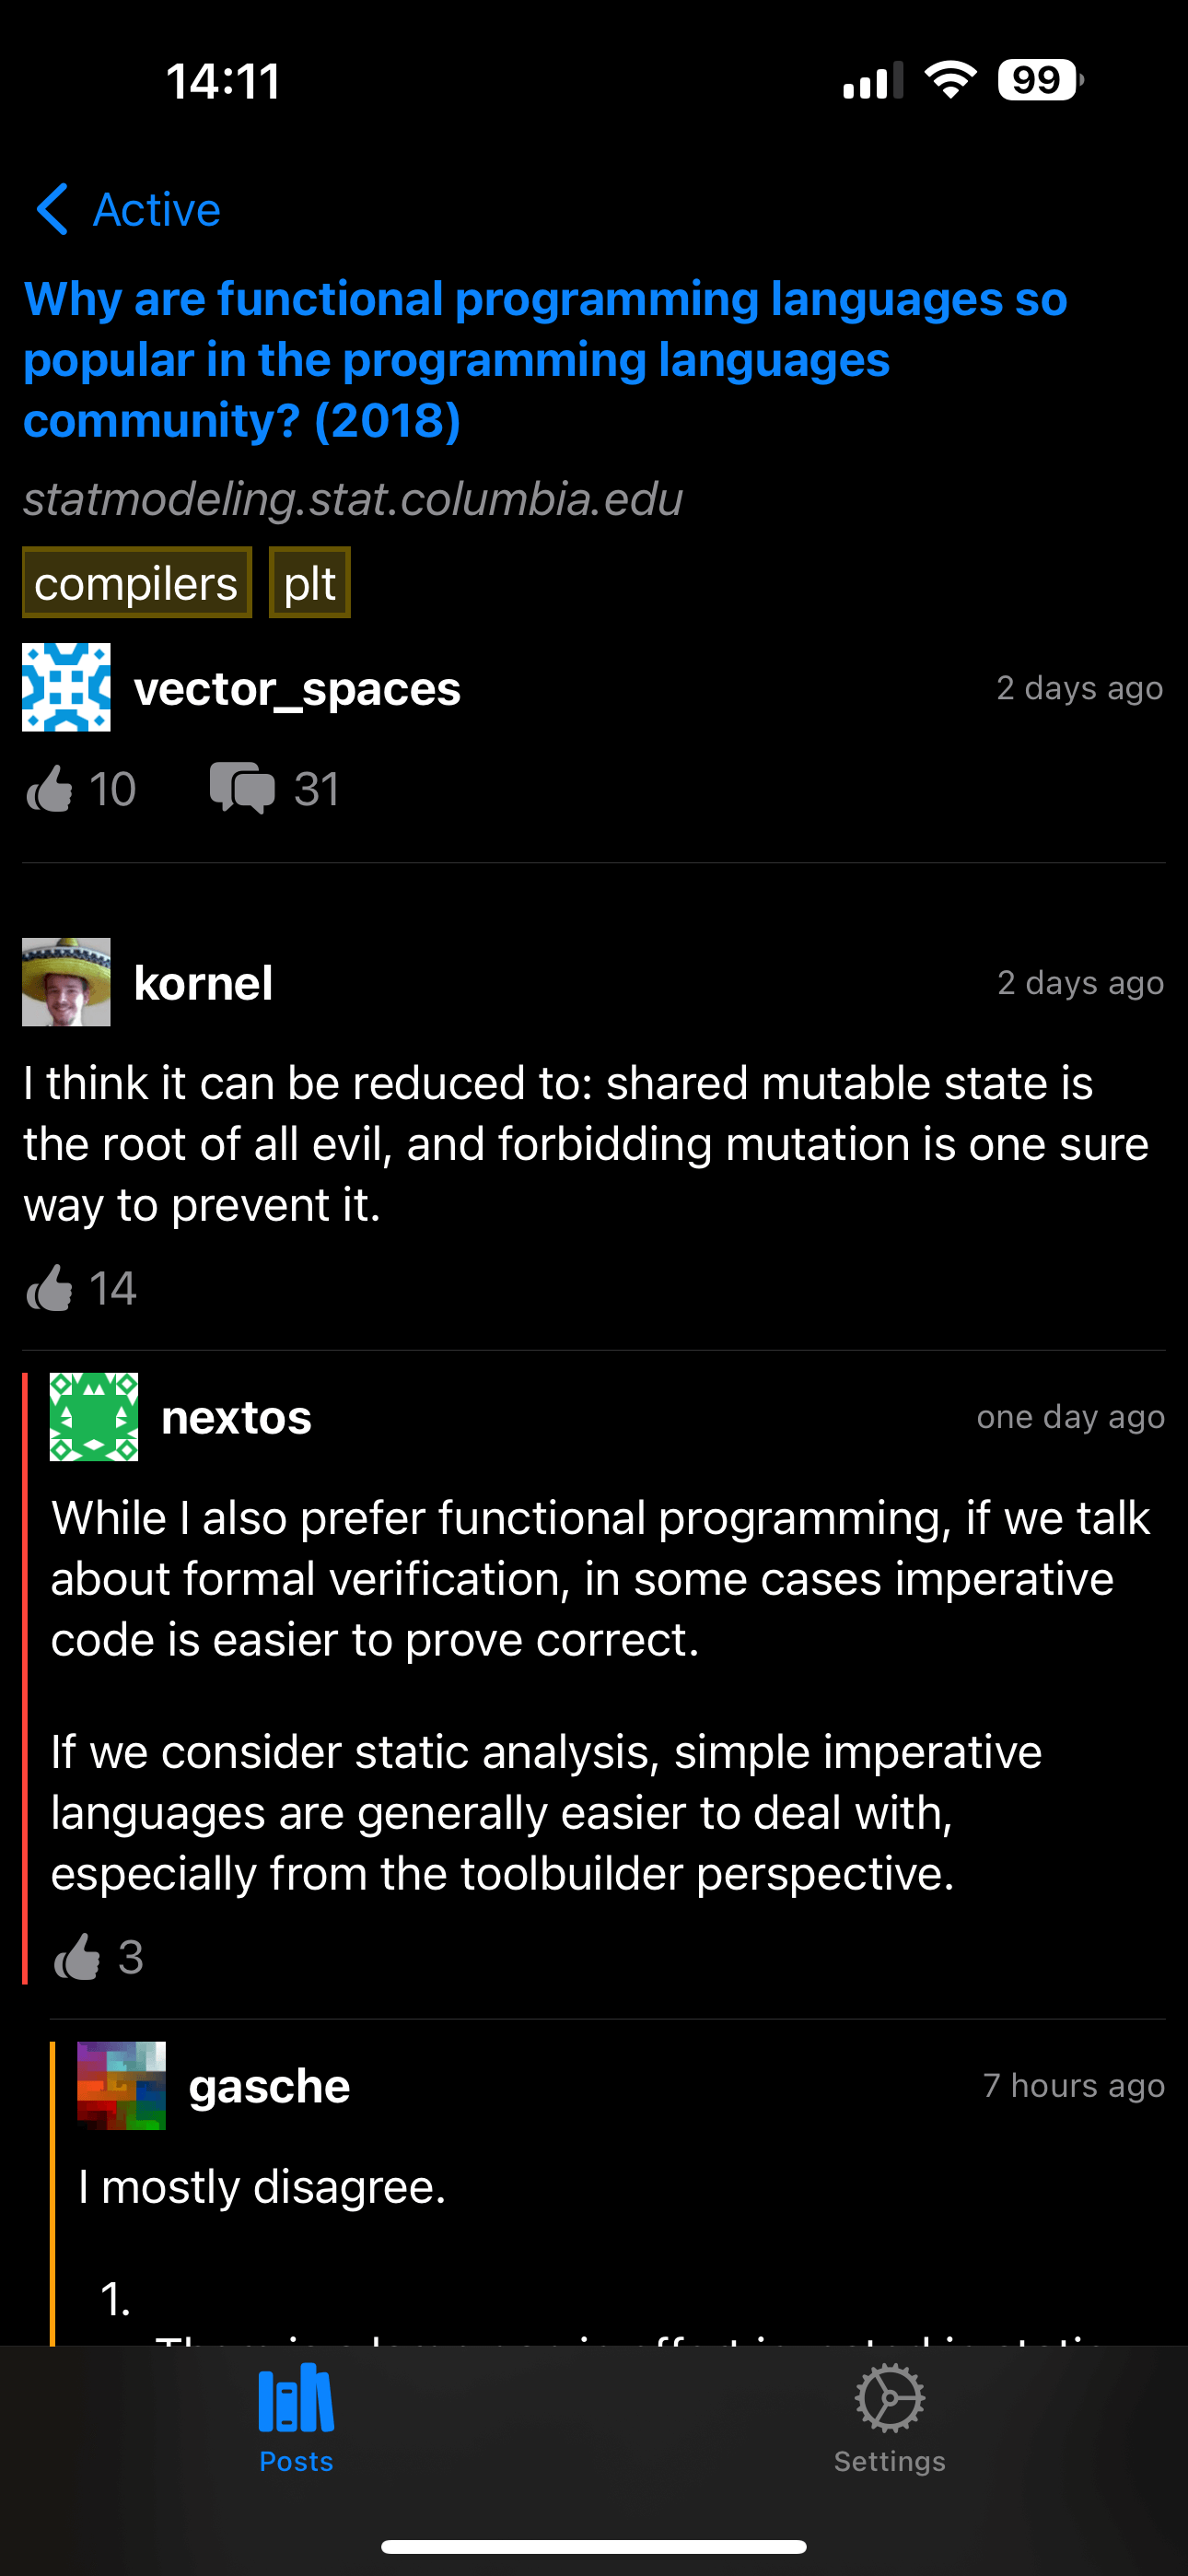 14:11
99
Active
Why are functional programming languages so
popular in the programming languages
community? (2018)
statmodeling.stat.columbia.edu
compilers plt
vector_spaces 2 days ago
10 31
kornel 2 days ago
I think it can be reduced to: shared mutable state is
the root of all evil, and forbidding mutation is one sure
way to prevent it.
14
nextos one day ago
While I also prefer functional programming, if we talk
about formal verification, in some cases imperative
code is easier to prove correct.
If we consider static analysis, simple imperative
languages are generally easier to deal with,
especially from the toolbuilder perspective.
3
gasche 7 hours ago
I mostly disagree.
1.
Posts Settings